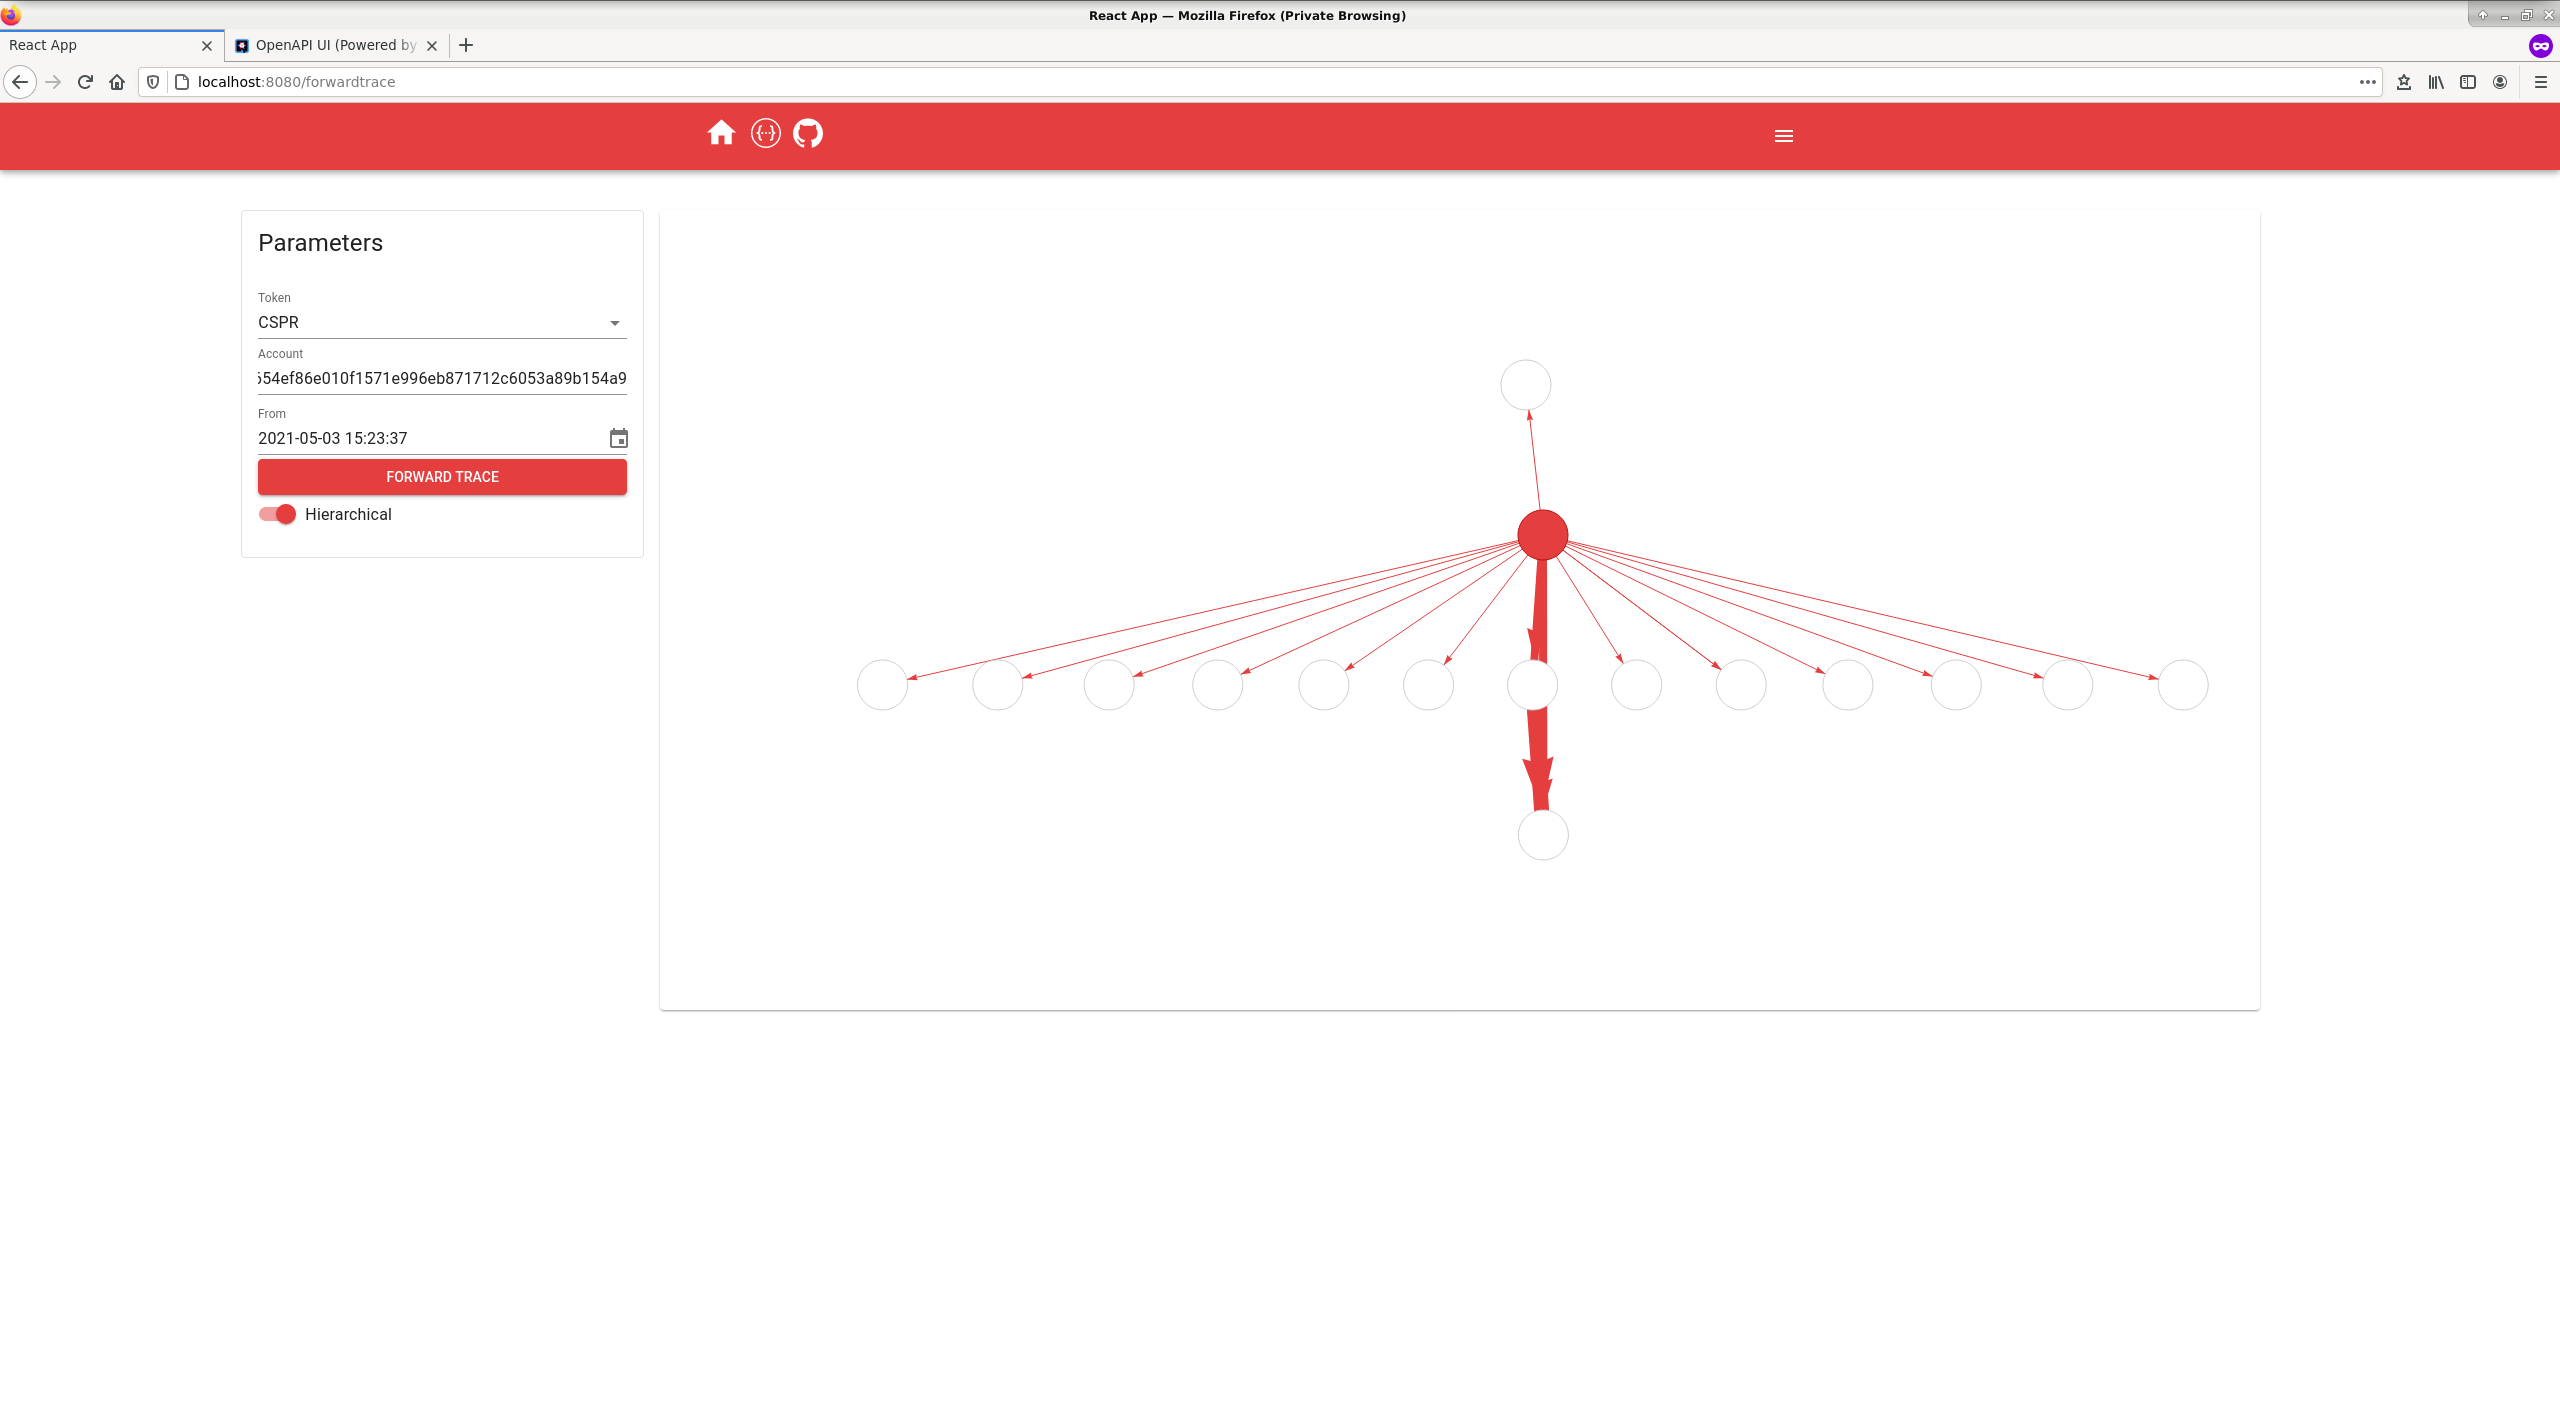 React App — Mozilla Firefox (Private Browsing)
React App
OpenAPI UI (Powered by
localhost:8080/forwardtrace
Parameters
Token
CSPR
Account
654ef86e010f1571e996eb871712c6053a89b154a9
From
2021-05-03 15:23:37
FORWARD TRACE
Hierarchical